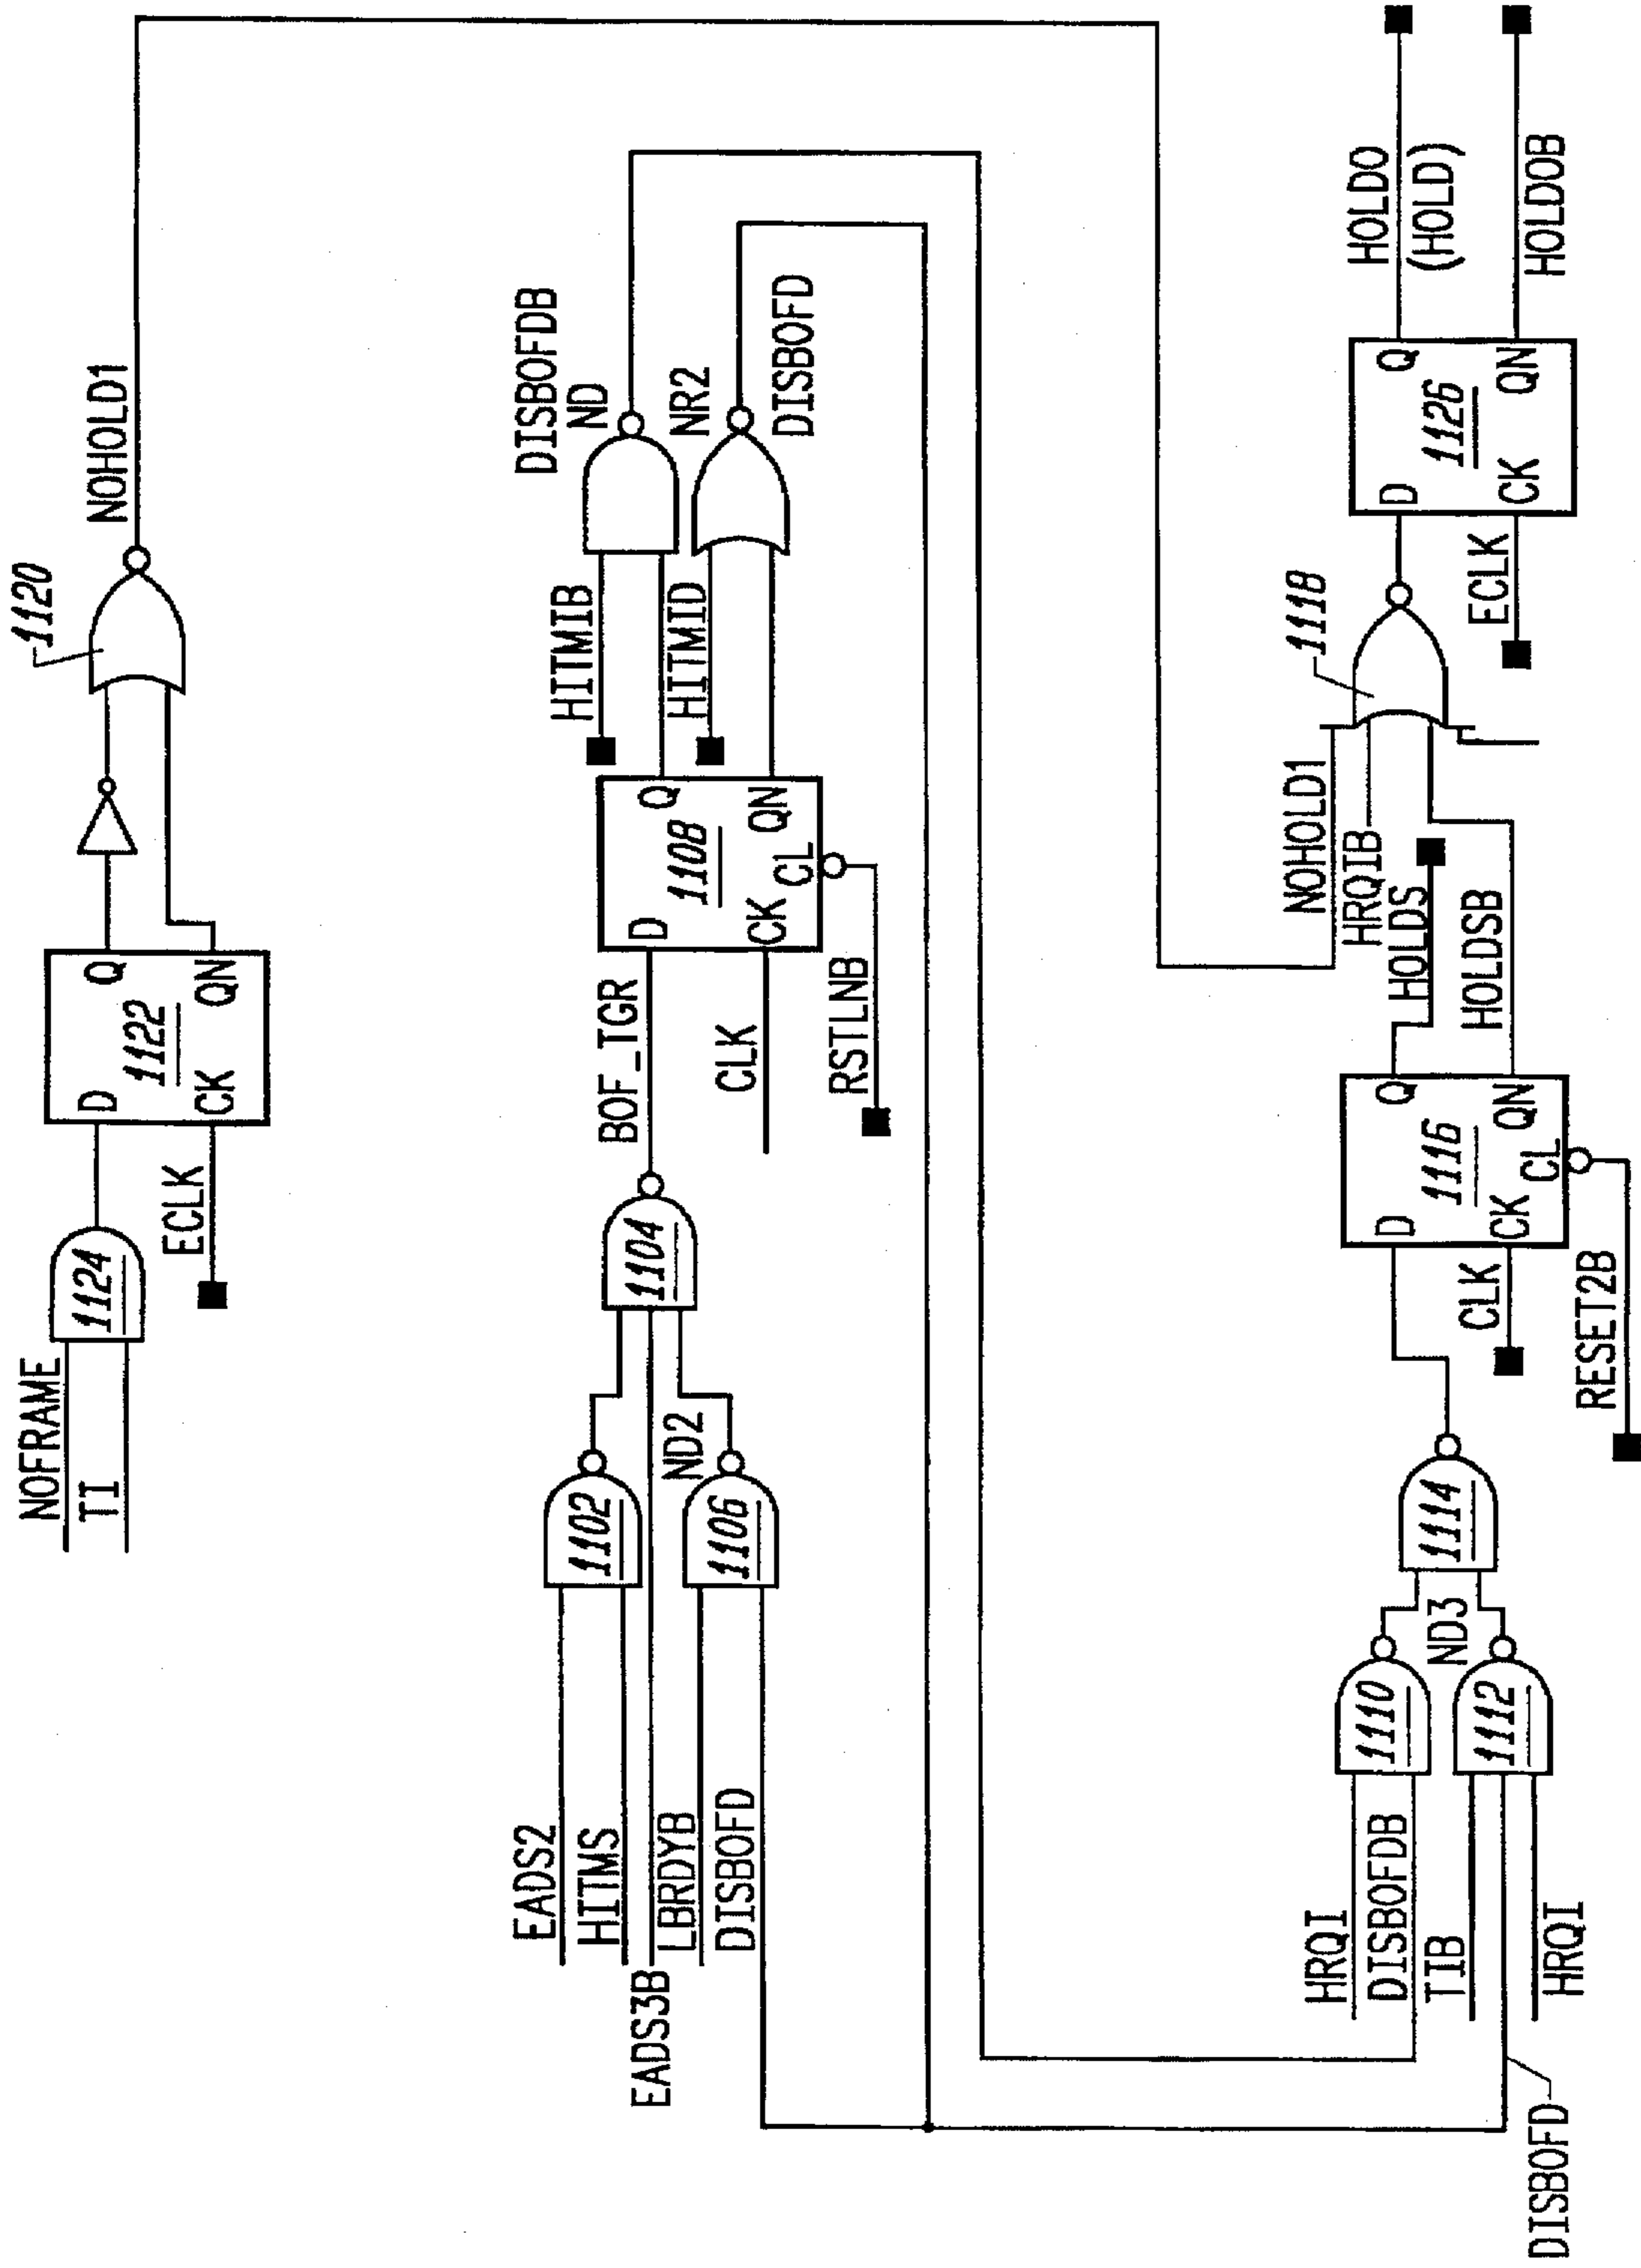 NOFRAME
TI
1124
ECLK
D
Q
1122
CK
QN
1120
NOHOLD1
EADS2
HITMS
EADS3B
LBRDYB
DISBOFD
1102
ND2
1106
1104
BOF_TGR
CLK
RSTLNB
D
Q
1108
CK
QN
CL
HITMIB
HITMID
DISBOFDB
ND
NR2
DISBOFD
HRQI
DISBOFDB
TIB
HRQI
DISBOFD
1110
ND3
1112
1114
CLK
RESET2B
D
Q
1116
CK
QN
CL
NOHOLD1
HRQIB
HOLDS
HOLDSB
1118
ECLK
D
Q
1126
CK
QN
HOLDO
(HOLD)
HOLDOB